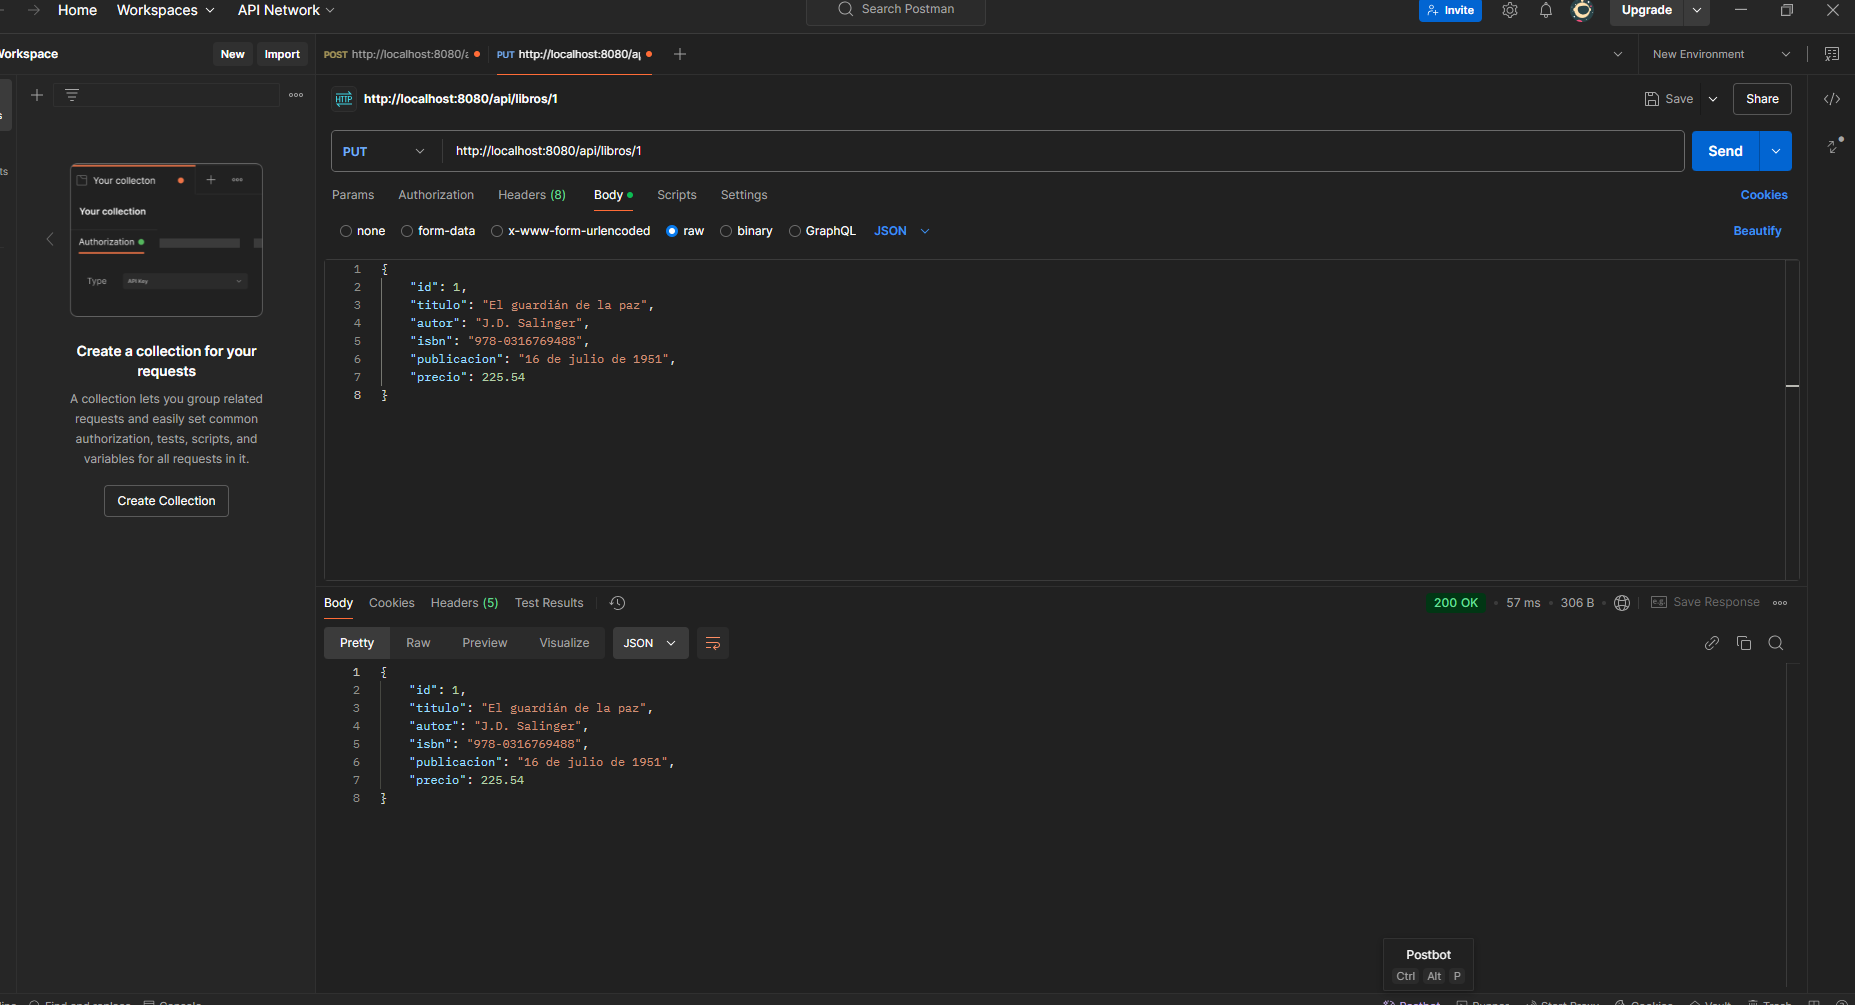 Home Workspaces API Network Search Postman Invite Upgrade
Workspace New Import POST http://localhost:8080/a PUT http://localhost:8080/ap New Environment
http://localhost:8080/api/libros/1 Save Share
PUT http://localhost:8080/api/libros/1 Send
Params Authorization Headers (8) Body Scripts Settings Cookies
none form-data x-www-form-urlencoded raw binary GraphQL JSON Beautify
Your collecton
Your collection
Authorization
Type API Key
Create a collection for your
requests
A collection lets you group related
requests and easily set common
authorization, tests, scripts, and
variables for all requests in it.
Create Collection
1 {
2 "id": 1,
3 "titulo": "El guardián de la paz",
4 "autor": "J.D. Salinger",
5 "isbn": "978-0316769488",
6 "publicacion": "16 de julio de 1951",
7 "precio": 225.54
8 }
Body Cookies Headers (5) Test Results 200 OK 57 ms 306 B e.g. Save Response
Pretty Raw Preview Visualize JSON
1 {
2 "id": 1,
3 "titulo": "El guardián de la paz",
4 "autor": "J.D. Salinger",
5 "isbn": "978-0316769488",
6 "publicacion": "16 de julio de 1951",
7 "precio": 225.54
8 }
Postbot
Ctrl Alt P
Find and replace Console Postbot Runner Start Proxy Cookies Vault Trash